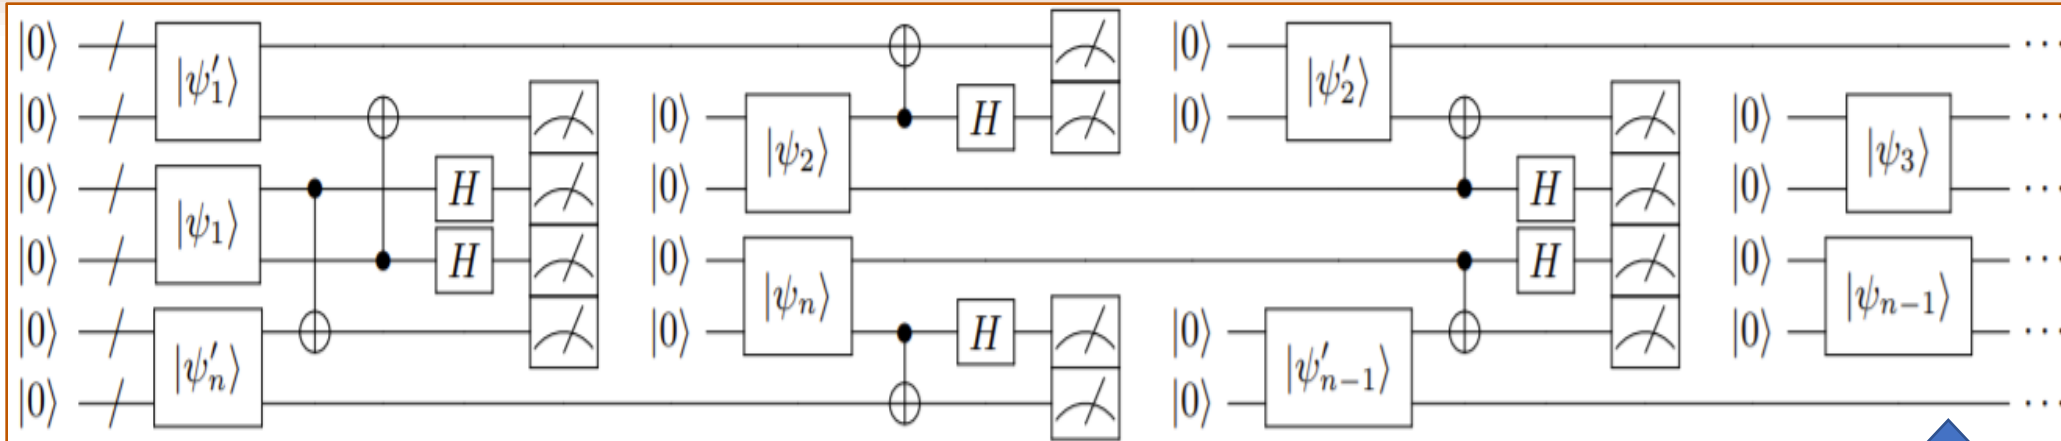 |0⟩ |ψ′₁⟩ |0⟩ |ψ′₂⟩ ···
|0⟩ |0⟩ |ψ₂⟩ H |0⟩ |0⟩ |ψ₃⟩ ···
|0⟩ |ψ₁⟩ H |0⟩ H |0⟩ ···
|0⟩ H |0⟩ |ψₙ⟩ H |0⟩ |ψₙ₋₁⟩ ···
|0⟩ |ψ′ₙ⟩ |0⟩ H |0⟩ |ψ′ₙ₋₁⟩ |0⟩ ···
|0⟩ |0⟩ ···